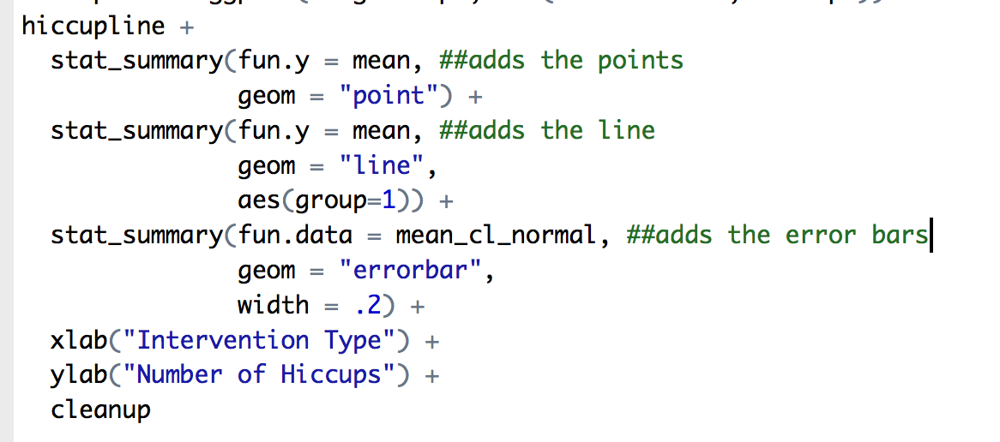 hiccupline +
  stat_summary(fun.y = mean, ##adds the points
               geom = "point") +
  stat_summary(fun.y = mean, ##adds the line
               geom = "line",
               aes(group=1)) +
  stat_summary(fun.data = mean_cl_normal, ##adds the error bars
               geom = "errorbar",
               width = .2) +
  xlab("Intervention Type") +
  ylab("Number of Hiccups") +
  cleanup